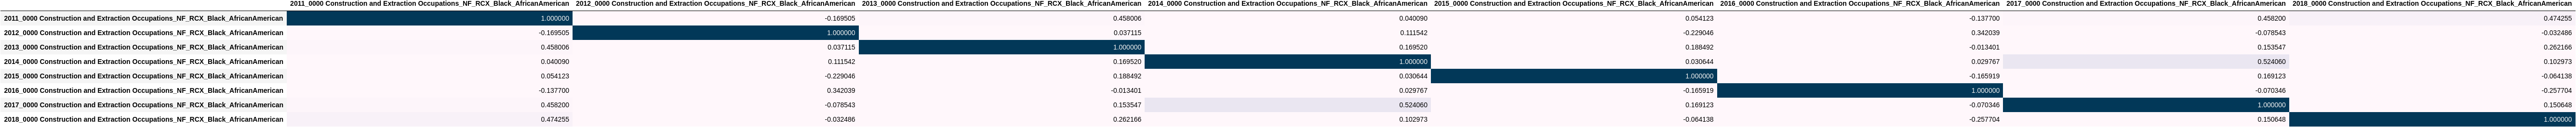 2011_0000 Construction and Extraction Occupations_NF_RCX_Black_AfricanAmerican 2012_0000 Construction and Extraction Occupations_NF_RCX_Black_AfricanAmerican 2013_0000 Construction and Extraction Occupations_NF_RCX_Black_AfricanAmerican 2014_0000 Construction and Extraction Occupations_NF_RCX_Black_AfricanAmerican 2015_0000 Construction and Extraction Occupations_NF_RCX_Black_AfricanAmerican 2016_0000 Construction and Extraction Occupations_NF_RCX_Black_AfricanAmerican 2017_0000 Construction and Extraction Occupations_NF_RCX_Black_AfricanAmerican 2018_0000 Construction and Extraction Occupations_NF_RCX_Black_AfricanAmerican
2011_0000 Construction and Extraction Occupations_NF_RCX_Black_AfricanAmerican 1.000000 -0.169505 0.458006 0.040090 0.054123 -0.137700 0.458200 0.474255
2012_0000 Construction and Extraction Occupations_NF_RCX_Black_AfricanAmerican -0.169505 1.000000 0.037115 0.111542 -0.229046 0.342039 -0.078543 -0.032486
2013_0000 Construction and Extraction Occupations_NF_RCX_Black_AfricanAmerican 0.458006 0.037115 1.000000 0.169520 0.188492 -0.013401 0.153547 0.262166
2014_0000 Construction and Extraction Occupations_NF_RCX_Black_AfricanAmerican 0.040090 0.111542 0.169520 1.000000 0.030644 0.029767 0.524060 0.102973
2015_0000 Construction and Extraction Occupations_NF_RCX_Black_AfricanAmerican 0.054123 -0.229046 0.188492 0.030644 1.000000 -0.165919 0.169123 -0.064138
2016_0000 Construction and Extraction Occupations_NF_RCX_Black_AfricanAmerican -0.137700 0.342039 -0.013401 0.029767 -0.165919 1.000000 -0.070346 -0.257704
2017_0000 Construction and Extraction Occupations_NF_RCX_Black_AfricanAmerican 0.458200 -0.078543 0.153547 0.524060 0.169123 -0.070346 1.000000 0.150648
2018_0000 Construction and Extraction Occupations_NF_RCX_Black_AfricanAmerican 0.474255 -0.032486 0.262166 0.102973 -0.064138 -0.257704 0.150648 1.000000